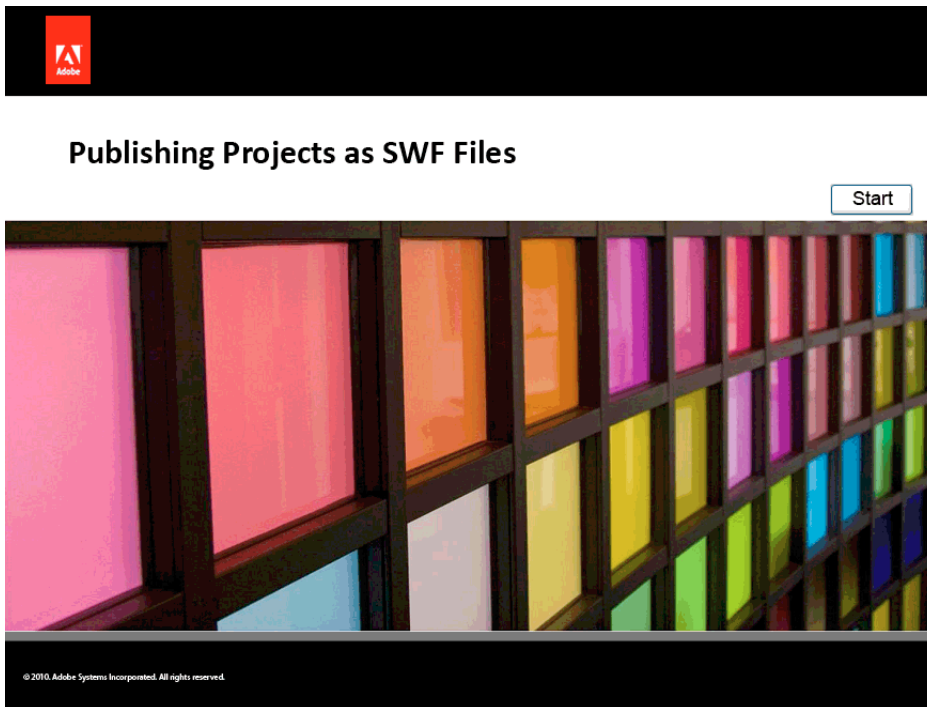 Adobe
Publishing Projects as SWF Files
Start
© 2010. Adobe Systems Incorporated. All rights reserved.